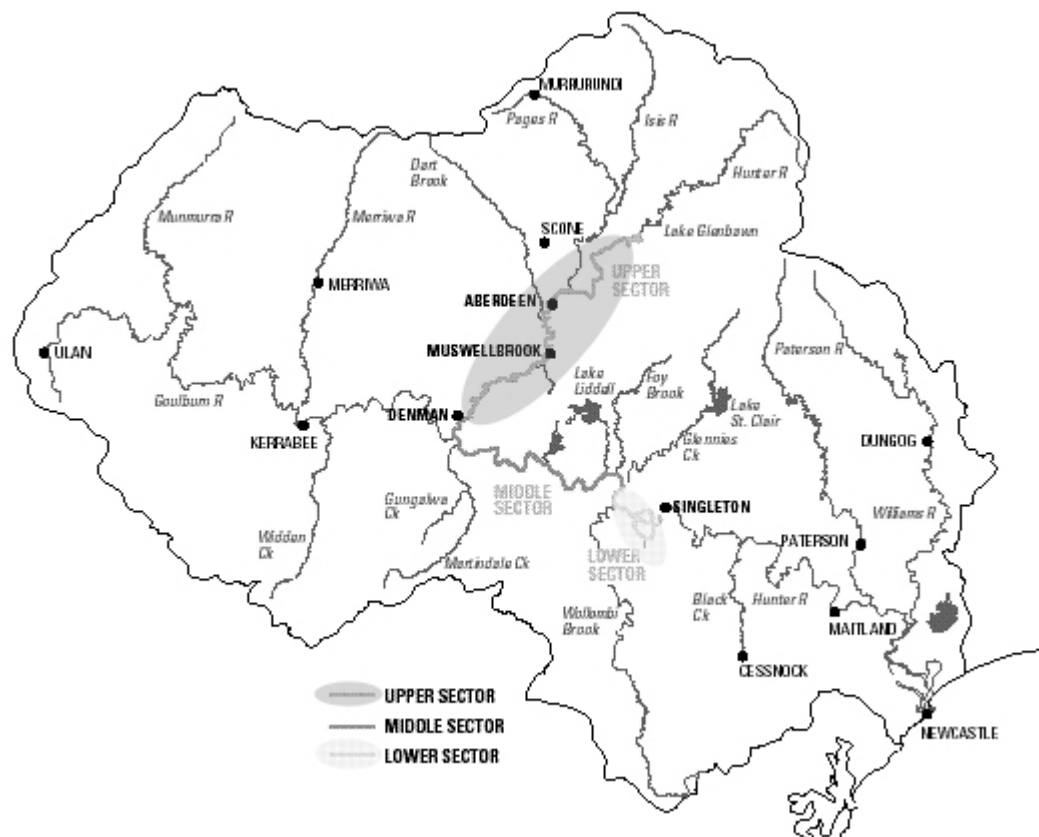 MURRURUNDI
Pages R
Isis R
Dart
Brook
Hunter R
Munmurra R
Merriwa R
SCONE
Lake Glenbawn
UPPER
SECTOR
MERRIWA
ABERDEEN
ULAN
MUSWELLBROOK
Paterson R
Lake
Liddell
Foy
Brook
Goulburn R
DENMAN
Lake
St. Clair
KERRABEE
Glennies
Ck
DUNGOG
MIDDLE
SECTOR
Gungalwa
Ck
SINGLETON
Williams R
Widden
Ck
PATERSON
LOWER
SECTOR
Martindale Ck
Wollombi
Brook
Black
Ck
Hunter R
MAITLAND
CESSNOCK
UPPER SECTOR
MIDDLE SECTOR
LOWER SECTOR
NEWCASTLE